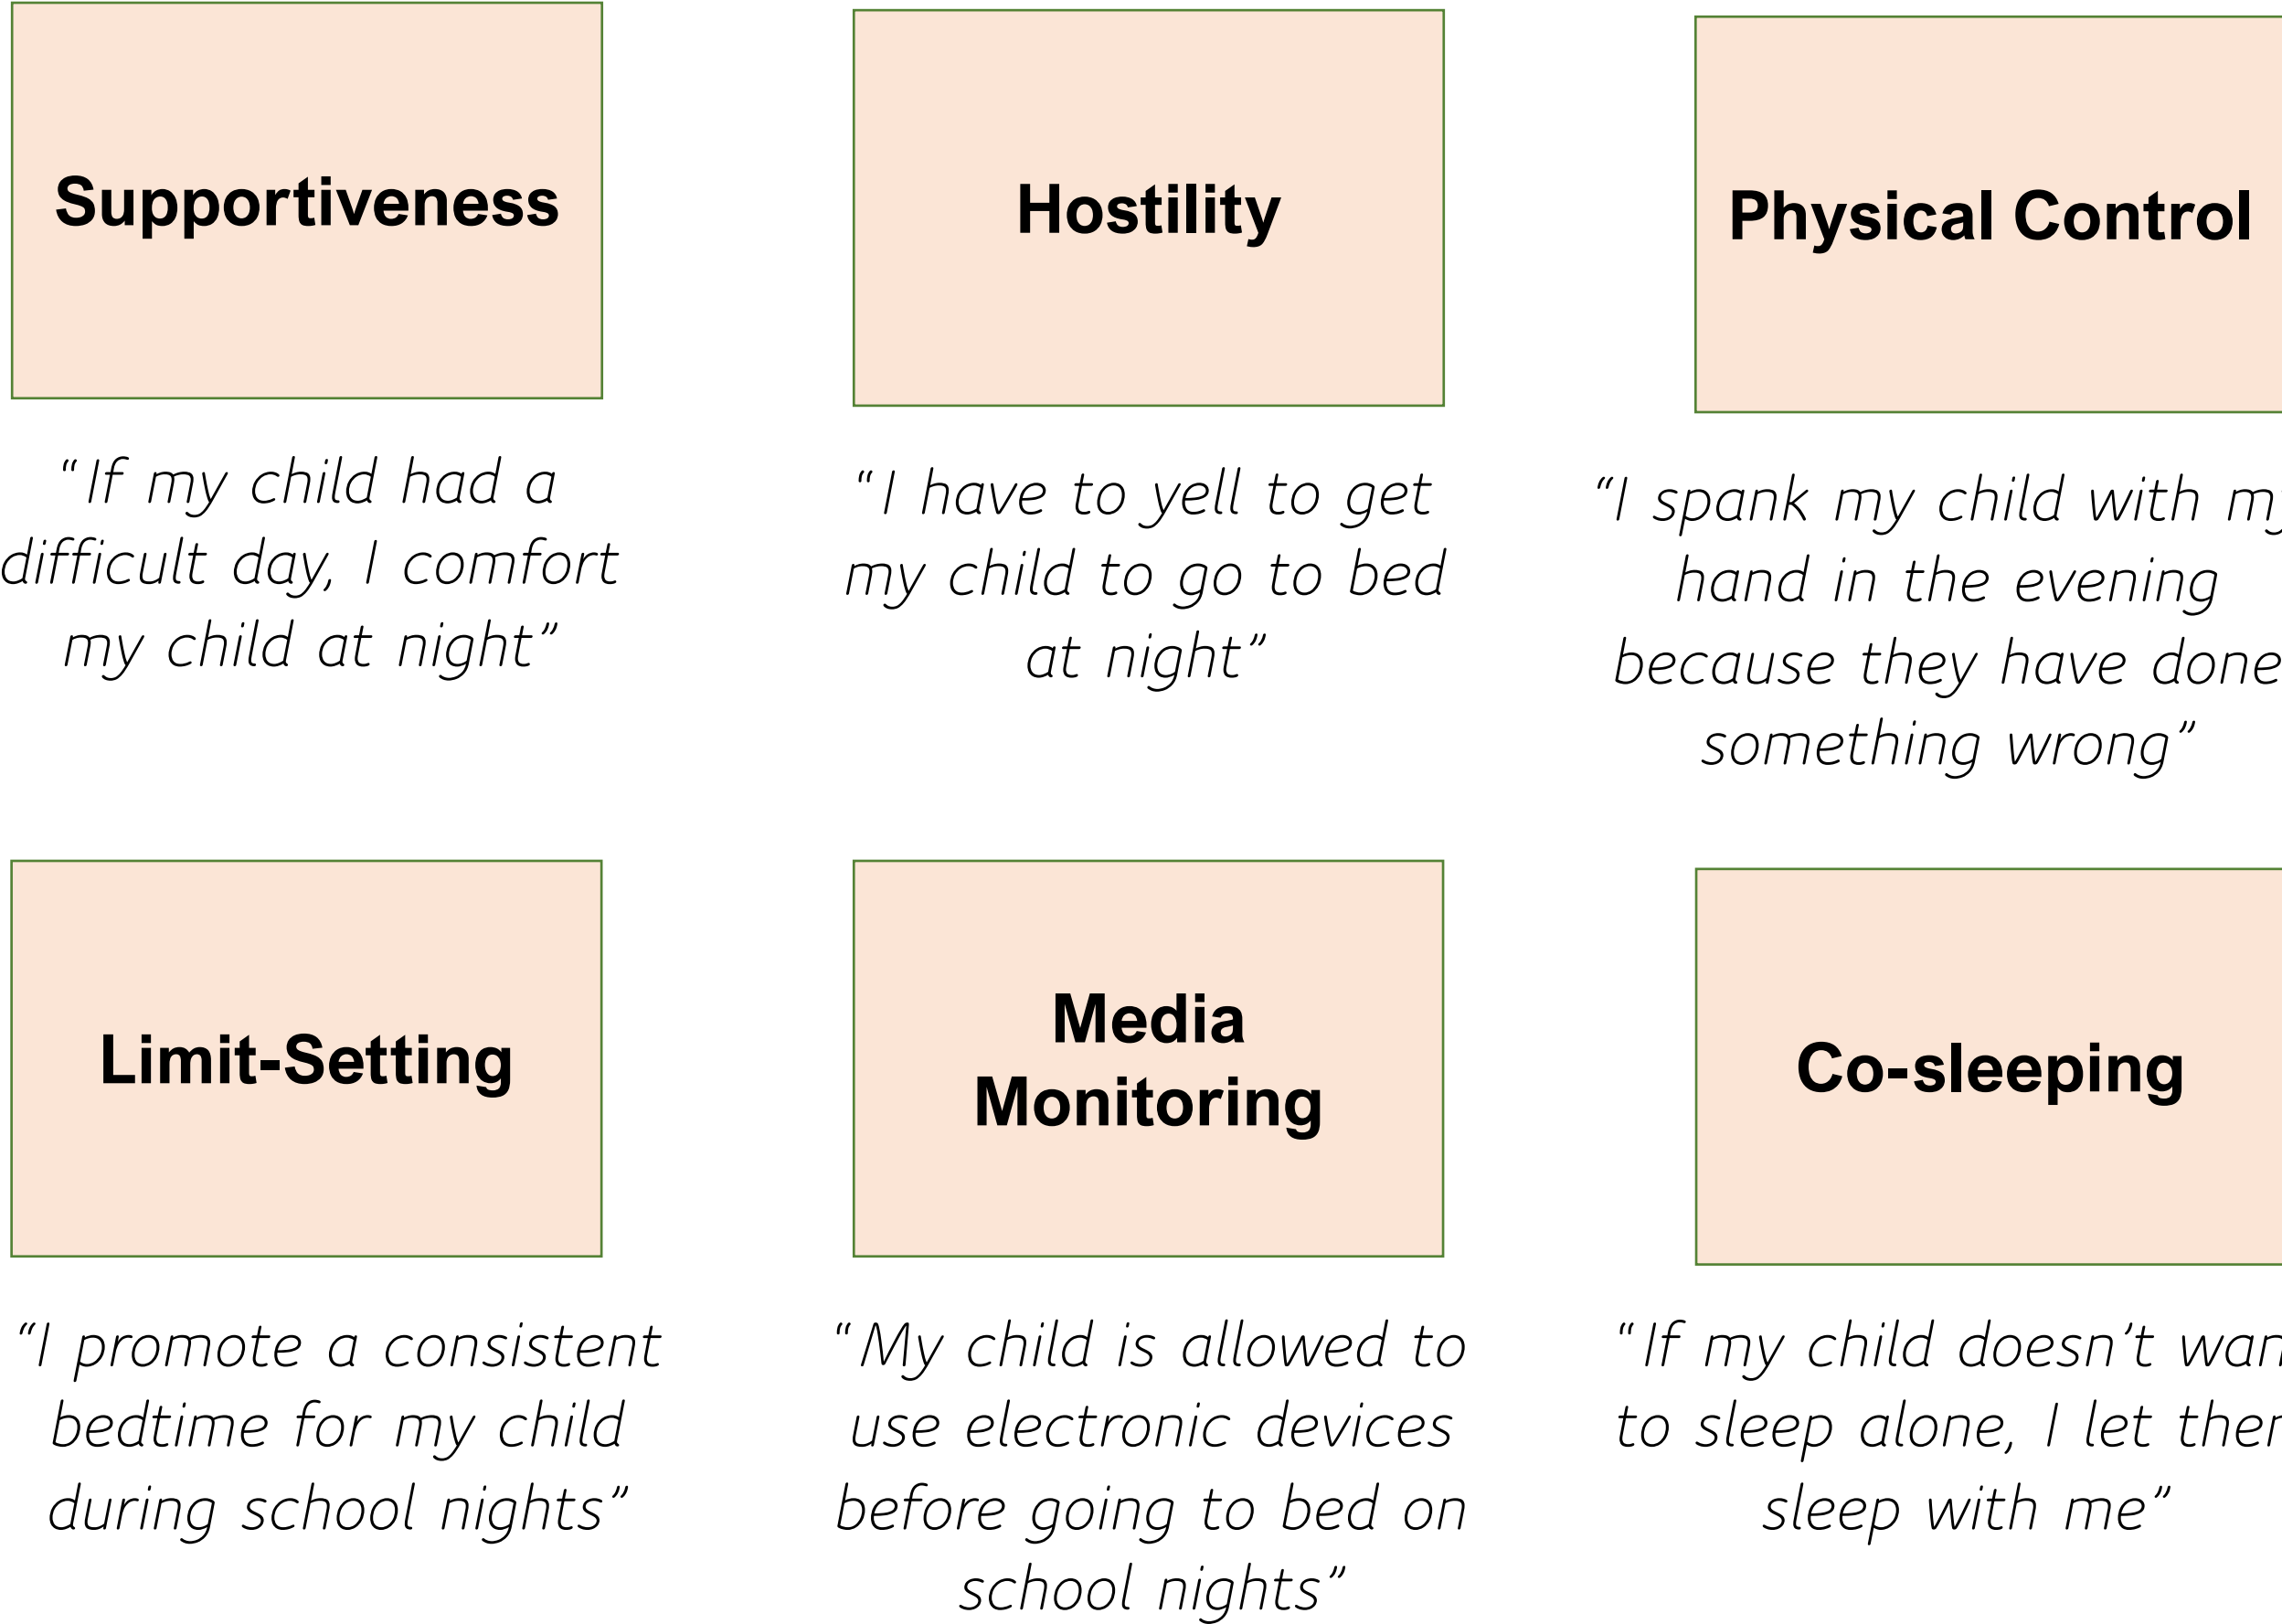 Supportiveness
“If my child had a
difficult day, I comfort
my child at night”
Hostility
“I have to yell to get
my child to go to bed
at night”
Physical Control
“I spank my child with my
hand in the evening
because they have done
something wrong”
Limit-Setting
“I promote a consistent
bedtime for my child
during school nights”
Media
Monitoring
“My child is allowed to
use electronic devices
before going to bed on
school nights”
Co-sleeping
“If my child doesn’t want
to sleep alone, I let them
sleep with me”